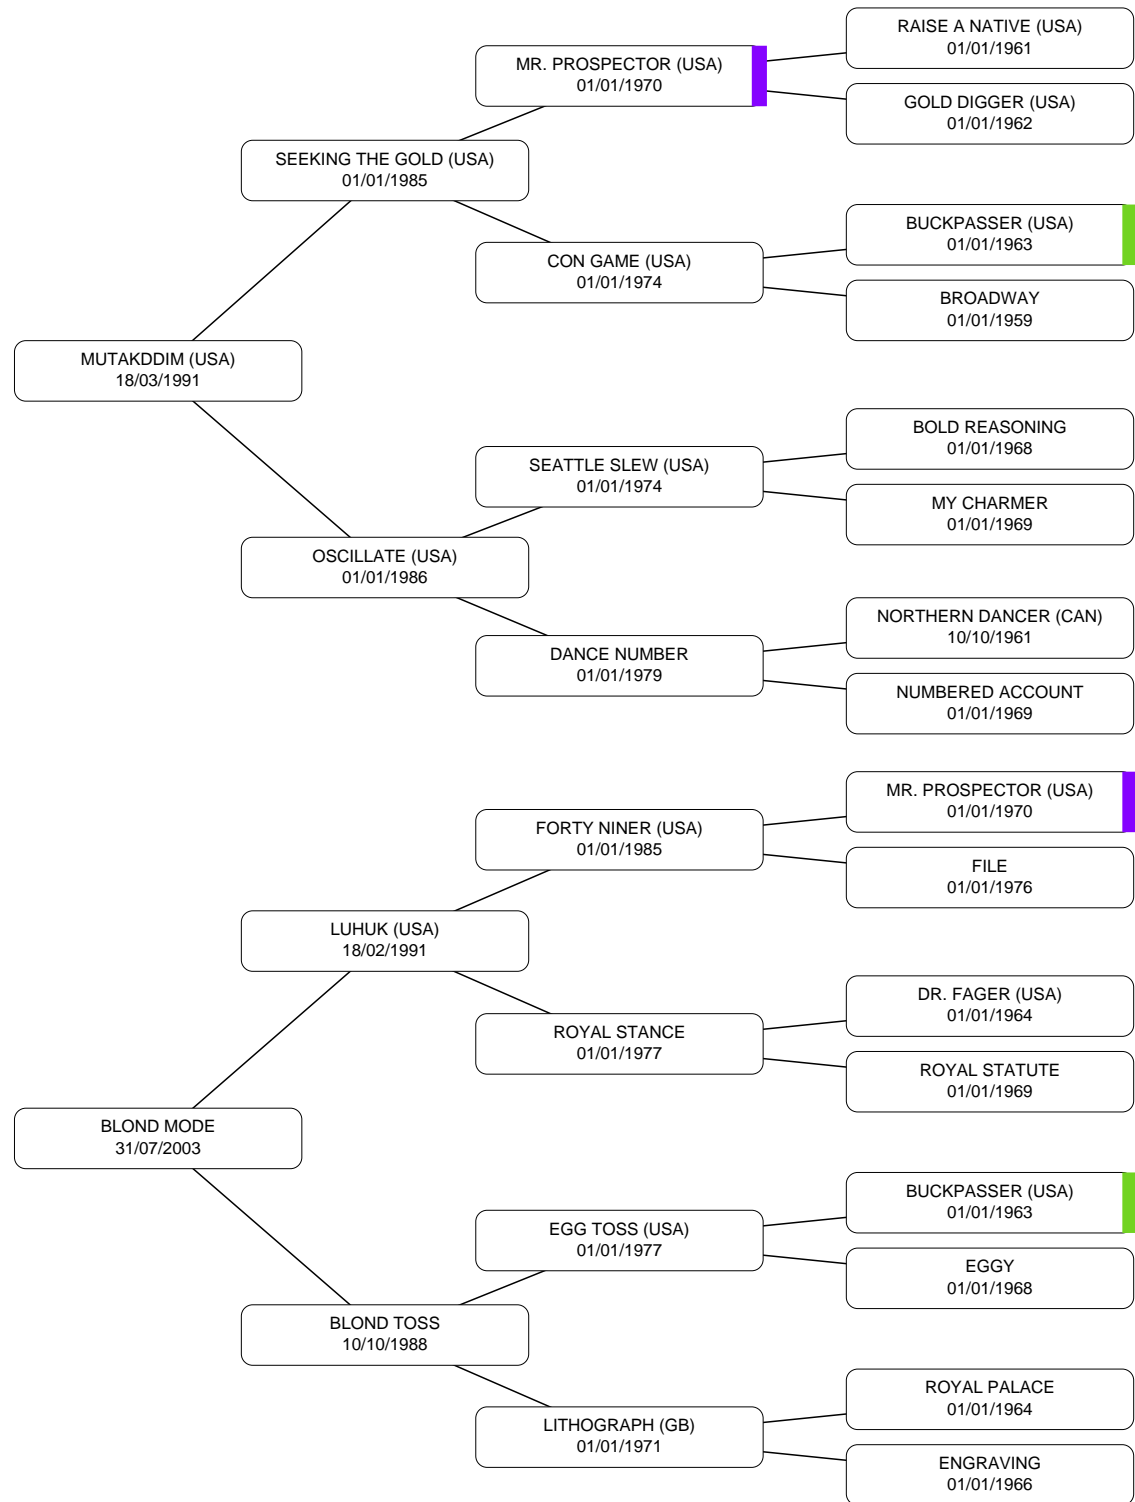 RAISE A NATIVE (USA)
01/01/1961
MR. PROSPECTOR (USA)
01/01/1970
GOLD DIGGER (USA)
01/01/1962
SEEKING THE GOLD (USA)
01/01/1985
BUCKPASSER (USA)
01/01/1963
CON GAME (USA)
01/01/1974
BROADWAY
01/01/1959
MUTAKDDIM (USA)
18/03/1991
BOLD REASONING
01/01/1968
SEATTLE SLEW (USA)
01/01/1974
MY CHARMER
01/01/1969
OSCILLATE (USA)
01/01/1986
NORTHERN DANCER (CAN)
10/10/1961
DANCE NUMBER
01/01/1979
NUMBERED ACCOUNT
01/01/1969
MR. PROSPECTOR (USA)
01/01/1970
FORTY NINER (USA)
01/01/1985
FILE
01/01/1976
LUHUK (USA)
18/02/1991
DR. FAGER (USA)
01/01/1964
ROYAL STANCE
01/01/1977
ROYAL STATUTE
01/01/1969
BLOND MODE
31/07/2003
BUCKPASSER (USA)
01/01/1963
EGG TOSS (USA)
01/01/1977
EGGY
01/01/1968
BLOND TOSS
10/10/1988
ROYAL PALACE
01/01/1964
LITHOGRAPH (GB)
01/01/1971
ENGRAVING
01/01/1966